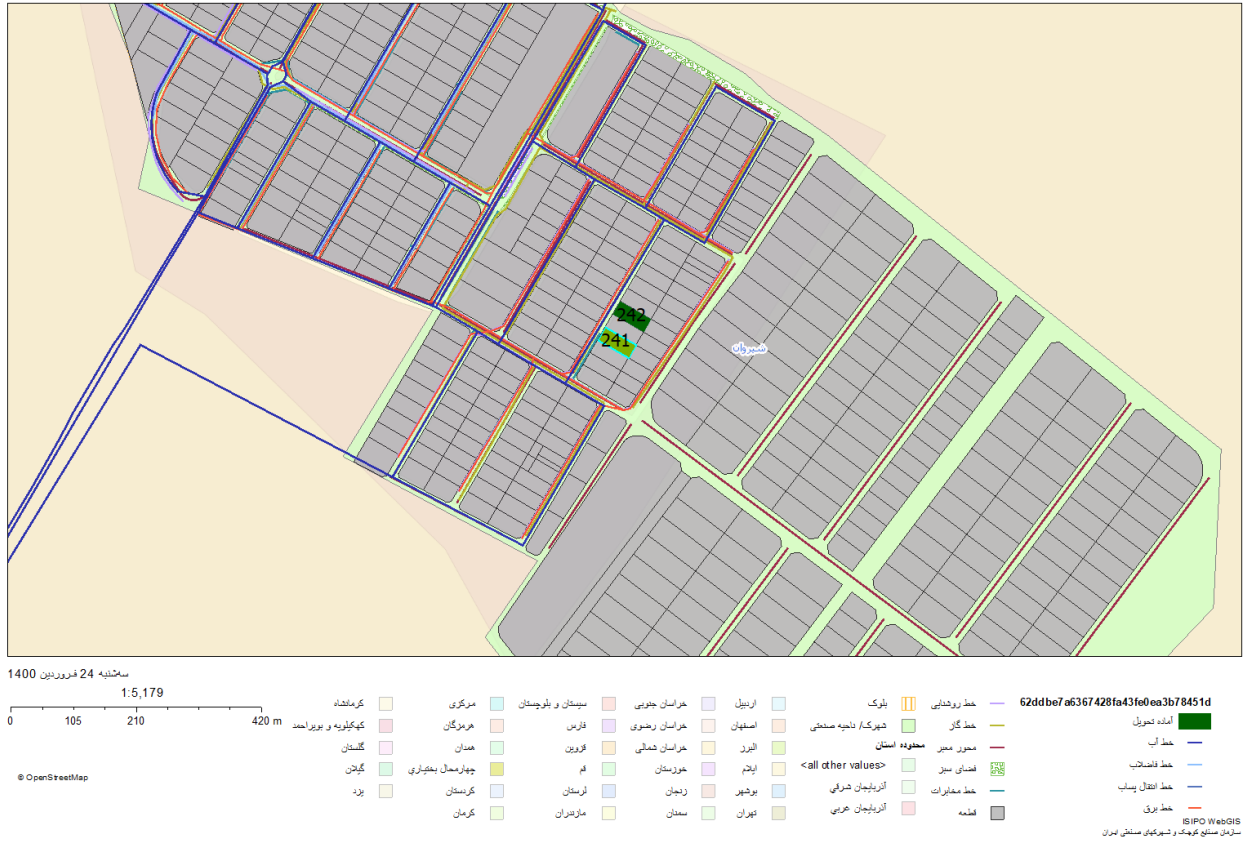 242
241
شیروان
سه‌شنبه 24 فروردین 1400
1:5,179
0 105 210 420 m
© OpenStreetMap
62ddbe7a6367428fa43fe0ea3b78451d
آماده تحویل
خط آب
خط فاضلاب
خط انتقال پساب
خط برق
خط روشنایی
خط گاز
محور معبر
فضای سبز
خط مخابرات
قطعه
بلوک
شهرک/ ناحیه صنعتی
محدوده استان
<all other values>
آذربایجان شرقی
آذربایجان غربی
اردبیل
اصفهان
البرز
ایلام
بوشهر
تهران
خراسان جنوبی
خراسان رضوی
خراسان شمالی
خوزستان
زنجان
سمنان
سیستان و بلوچستان
فارس
قزوین
قم
لرستان
مازندران
مرکزی
هرمزگان
همدان
چهارمحال بختیاری
کردستان
کرمان
کرمانشاه
کهکیلویه و بویراحمد
گلستان
گیلان
یزد
ISIPO WebGIS
سازمان صنایع کوچک و شهرکهای صنعتی ایران